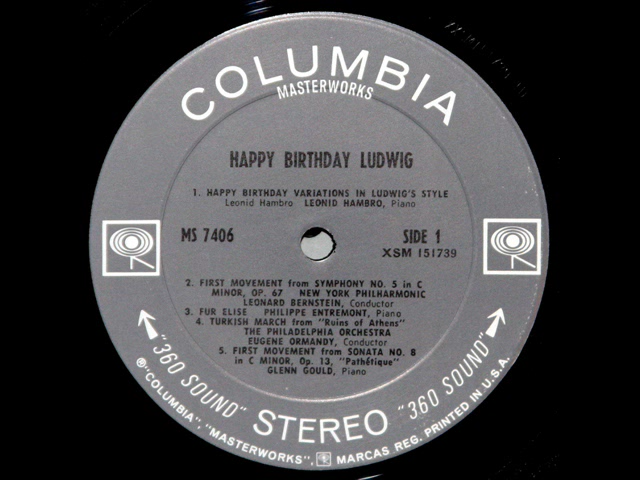 COLUMBIA
MASTERWORKS
HAPPY BIRTHDAY LUDWIG
1. HAPPY BIRTHDAY VARIATIONS IN LUDWIG'S STYLE
Leonid Hambro LEONID HAMBRO, Piano
MS 7406
SIDE 1
XSM 151739
2. FIRST MOVEMENT from SYMPHONY NO. 5 in C
MINOR, OP. 67 NEW YORK PHILHARMONIC
LEONARD BERNSTEIN, Conductor
3. FUR ELISE PHILIPPE ENTREMONT, Piano
4. TURKISH MARCH from "Ruins of Athens"
THE PHILADELPHIA ORCHESTRA
EUGENE ORMANDY, Conductor
5. FIRST MOVEMENT from SONATA NO. 8
in C MINOR, Op. 13, "Pathétique"
GLENN GOULD, Piano
"360 SOUND" STEREO "360 SOUND"
®"COLUMBIA", "MASTERWORKS", MARCAS REG. PRINTED IN U.S.A.